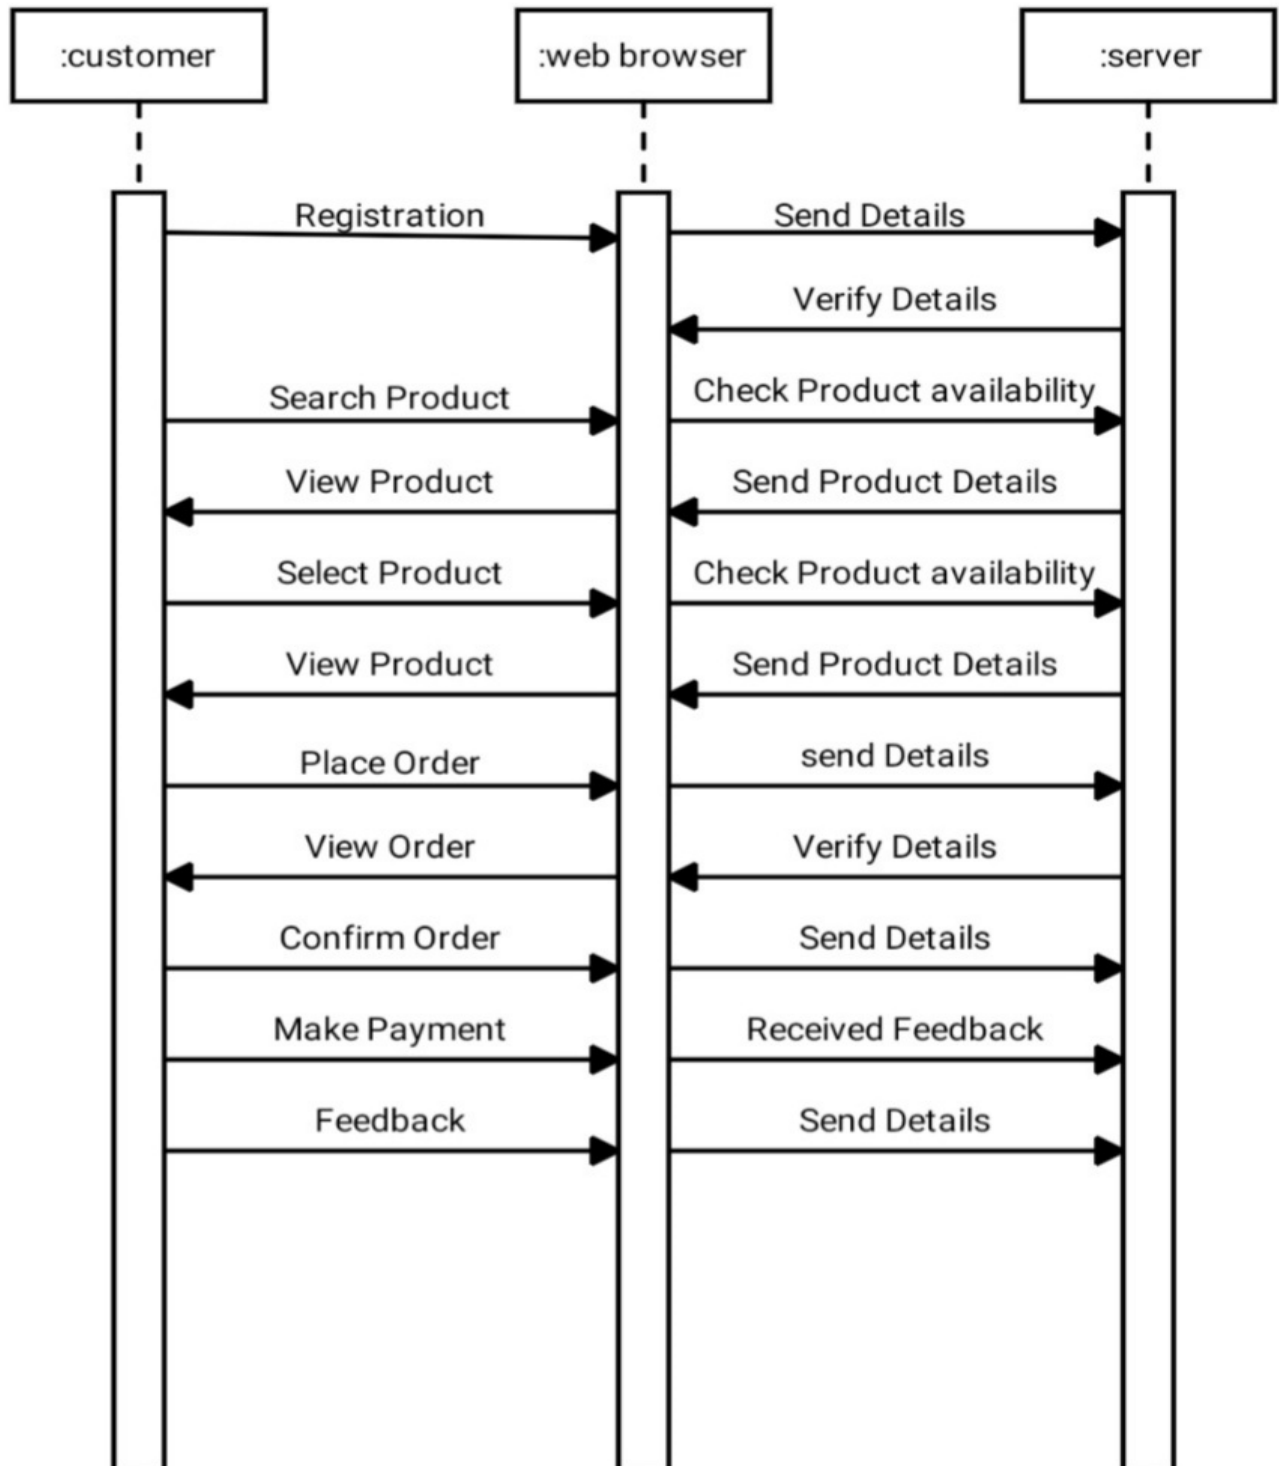 :customer
:web browser
:server
Registration
Send Details
Verify Details
Search Product
Check Product availability
View Product
Send Product Details
Select Product
Check Product availability
View Product
Send Product Details
Place Order
send Details
View Order
Verify Details
Confirm Order
Send Details
Make Payment
Received Feedback
Feedback
Send Details